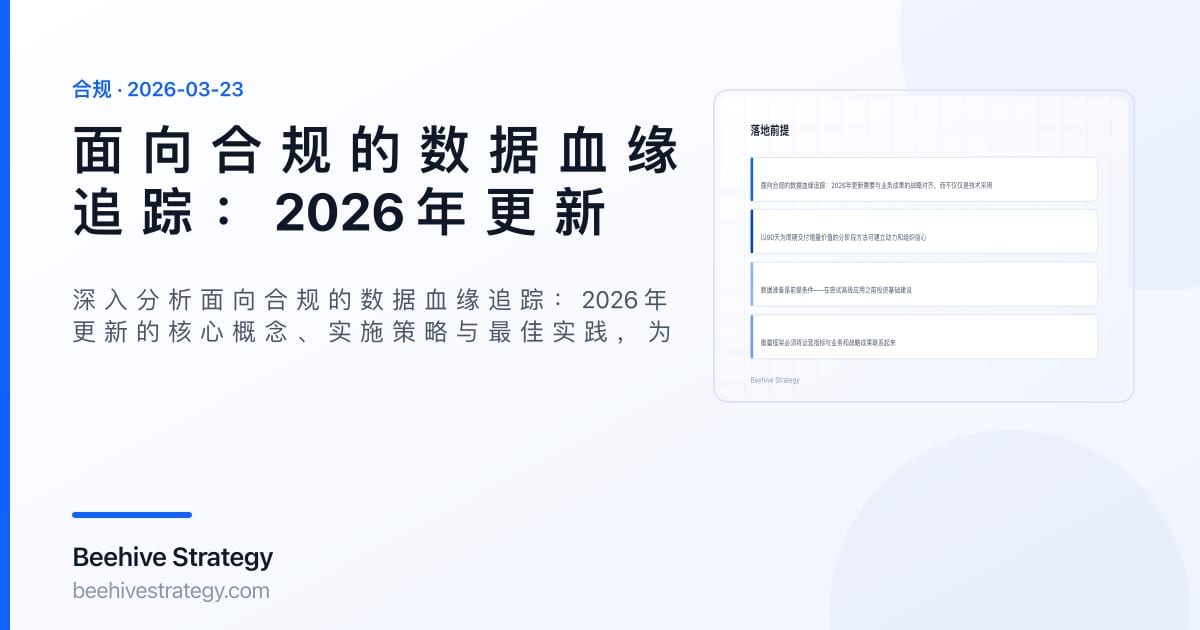 合规 · 2026-03-23
面向合规的数据血缘
追踪：2026年更新
深入分析面向合规的数据血缘追踪：2026年
更新的核心概念、实施策略与最佳实践，为
Beehive Strategy
beehivestrategy.com
落地前提
面向合规的数据血缘追踪：2026年更新需要与业务成果的战略对齐，而不仅仅是技术采用
以90天为周期交付增量价值的分阶段方法可建立动力和组织信心
数据准备是前提条件——在尝试高级应用之前投资基础建设
衡量框架必须将运营指标与业务和战略成果联系起来
Beehive Strategy